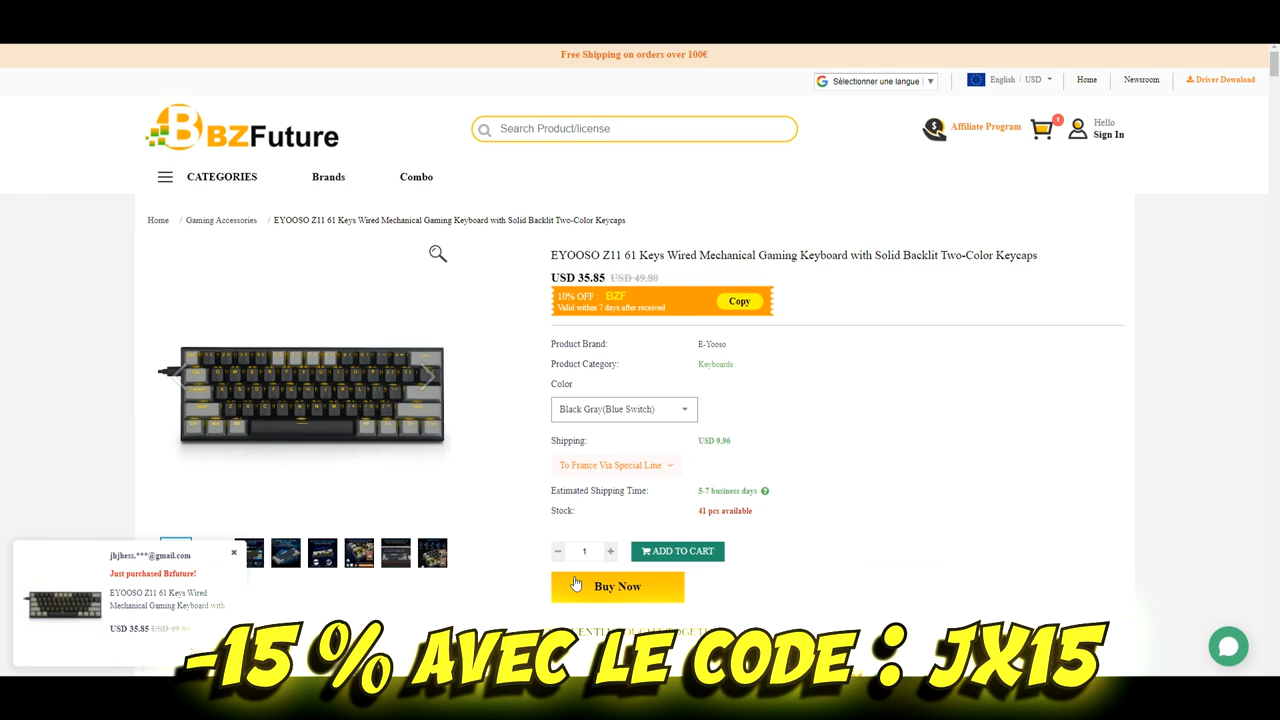 Free Shipping on orders over 100€
Sélectionner une langue ▼
English / USD
Home
Newsroom
Driver Download
BZFuture
Search Product/license
Affiliate Program
1
Hello
Sign In
CATEGORIES
Brands
Combo
Home / Gaming Accessories / EYOOSO Z11 61 Keys Wired Mechanical Gaming Keyboard with Solid Backlit Two-Color Keycaps
EYOOSO Z11 61 Keys Wired Mechanical Gaming Keyboard with Solid Backlit Two-Color Keycaps
USD 35.85 USD 49.80
10% OFF : BZF
Valid within 7 days after received
Copy
Product Brand: E-Yooso
Product Category: Keyboards
Color
Black Gray(Blue Switch)
Shipping: USD 9.96
To France Via Special Line
Estimated Shipping Time: 5-7 business days
Stock: 41 pcs available
1
ADD TO CART
Buy Now
jhjhess.***@gmail.com
Just purchased Bzfuture!
EYOOSO Z11 61 Keys Wired
Mechanical Gaming Keyboard with
USD 35.85 USD 49.80
-15 % AVEC LE CODE : JX15